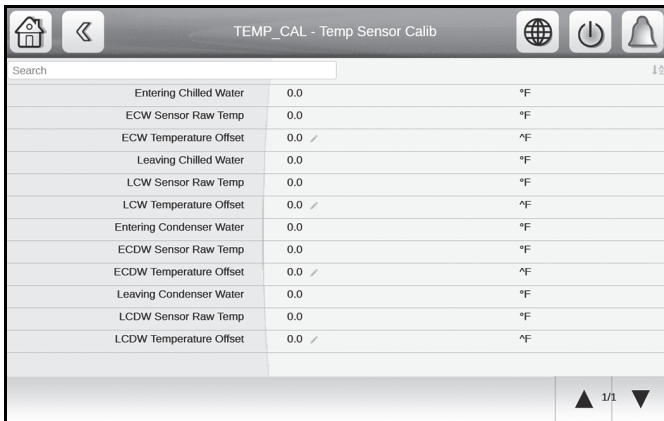 TEMP_CAL - Temp Sensor Calib
Search
Entering Chilled Water 0.0 °F
ECW Sensor Raw Temp 0.0 °F
ECW Temperature Offset 0.0 ^F
Leaving Chilled Water 0.0 °F
LCW Sensor Raw Temp 0.0 °F
LCW Temperature Offset 0.0 ^F
Entering Condenser Water 0.0 °F
ECDW Sensor Raw Temp 0.0 °F
ECDW Temperature Offset 0.0 ^F
Leaving Condenser Water 0.0 °F
LCDW Sensor Raw Temp 0.0 °F
LCDW Temperature Offset 0.0 ^F
1/1